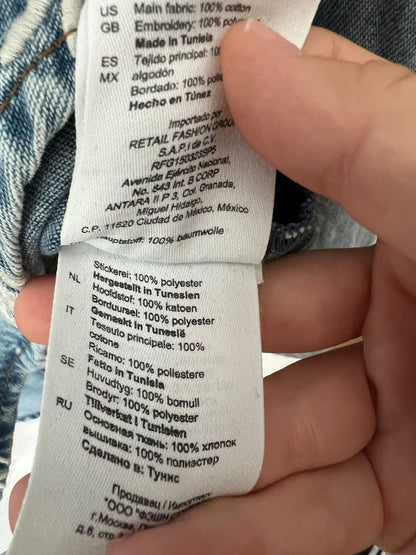 US Main fabric: 100% cotton
GB Embroidery: 100% polyester
Made in Tunisia
ES Tejido principal: 100%
MX algodón
Bordado: 100%
Hecho en Túnez
Importado por
RETAIL FASHION GROUP
S.A.P.I de C.V.
RFG150323SP5
Avenida Ejército Nacional,
No. 843 Int. B CORP
ANTARA II P 3, Col. Granada,
Miguel Hidalgo,
C.P. 11520 Ciudad de México, México
100% baumwolle
Stickerei: 100% polyester
Hergestellt in Tunesien
NL Hoofdstof: 100% katoen
Borduursel: 100% polyester
Gemaakt in Tunesië
IT Tessuto principale: 100%
cotone
Ricamo: 100% poliestere
Fatto in Tunisia
SE Huvudtyg: 100% bomull
Brodyr: 100% polyester
Tillverkat i Tunisien
RU Основная ткань: 100% хлопок
вышивка: 100% полиэстер
Сделано в: Тунис
Продавец / Импортер
"ООО "ФЭШН
г.Москва,
д.6,